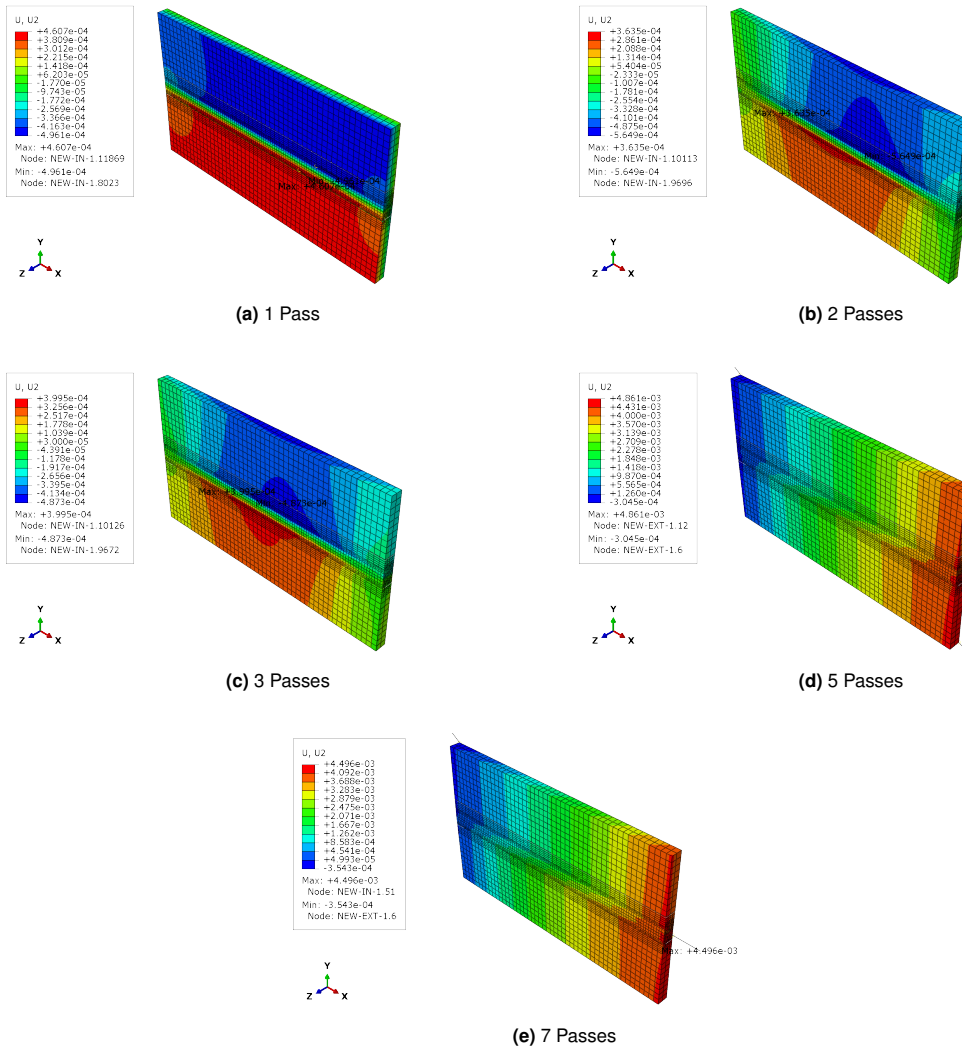 U, U2
+4.607e-04
+3.809e-04
+3.012e-04
+2.215e-04
+1.418e-04
+6.203e-05
-1.770e-05
-9.743e-05
-1.772e-04
-2.569e-04
-3.366e-04
-4.163e-04
-4.961e-04
Max: +4.607e-04
Node: NEW-IN-1.11869
Min: -4.961e-04
Node: NEW-IN-1.8023
Y
Z X
(a) 1 Pass
U, U2
+3.635e-04
+2.861e-04
+2.088e-04
+1.314e-04
+5.404e-05
-2.333e-05
-1.007e-04
-1.781e-04
-2.554e-04
-3.328e-04
-4.101e-04
-4.875e-04
-5.649e-04
Max: +3.635e-04
Node: NEW-IN-1.10113
Min: -5.649e-04
Node: NEW-IN-1.9696
Max: +3.635e-04
Min: -5.649e-04
Y
Z X
(b) 2 Passes
U, U2
+3.995e-04
+3.256e-04
+2.517e-04
+1.778e-04
+1.039e-04
+3.000e-05
-4.391e-05
-1.178e-04
-1.917e-04
-2.656e-04
-3.395e-04
-4.134e-04
-4.873e-04
Max: +3.995e-04
Node: NEW-IN-1.10126
Min: -4.873e-04
Node: NEW-IN-1.9672
Max: +3.995e-04
Y
Z X
(c) 3 Passes
U, U2
+4.861e-03
+4.431e-03
+4.000e-03
+3.570e-03
+3.139e-03
+2.709e-03
+2.278e-03
+1.848e-03
+1.418e-03
+9.870e-04
+5.565e-04
+1.260e-04
-3.045e-04
Max: +4.861e-03
Node: NEW-EXT-1.12
Min: -3.045e-04
Node: NEW-EXT-1.6
Y
Z X
(d) 5 Passes
U, U2
+4.496e-03
+4.092e-03
+3.688e-03
+3.283e-03
+2.879e-03
+2.475e-03
+2.071e-03
+1.667e-03
+1.262e-03
+8.583e-04
+4.541e-04
+4.993e-05
-3.543e-04
Max: +4.496e-03
Node: NEW-IN-1.51
Min: -3.543e-04
Node: NEW-EXT-1.6
Max: +4.496e-03
Y
Z X
(e) 7 Passes